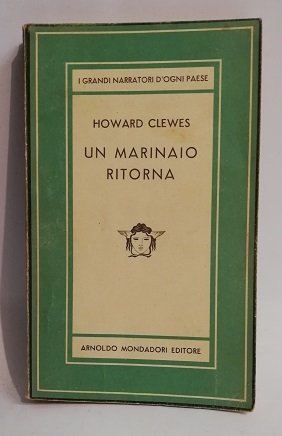 I GRANDI NARRATORI D'OGNI PAESE
HOWARD CLEWES
UN MARINAIO
RITORNA
ARNOLDO MONDADORI EDITORE